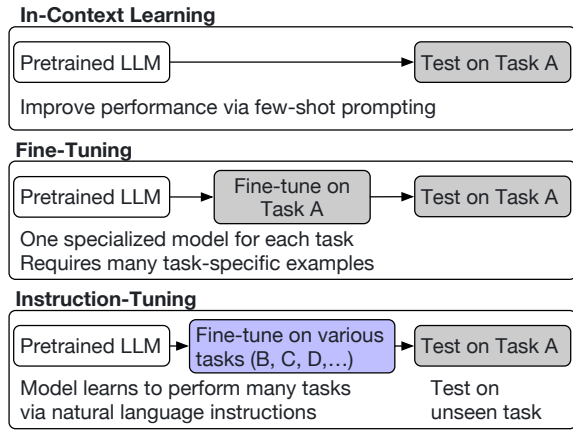 In-Context Learning
Pretrained LLM
Test on Task A
Improve performance via few-shot prompting
Fine-Tuning
Pretrained LLM
Fine-tune on
Task A
Test on Task A
One specialized model for each task
Requires many task-specific examples
Instruction-Tuning
Pretrained LLM
Fine-tune on various
tasks (B, C, D,...)
Test on Task A
Model learns to perform many tasks
via natural language instructions
Test on
unseen task